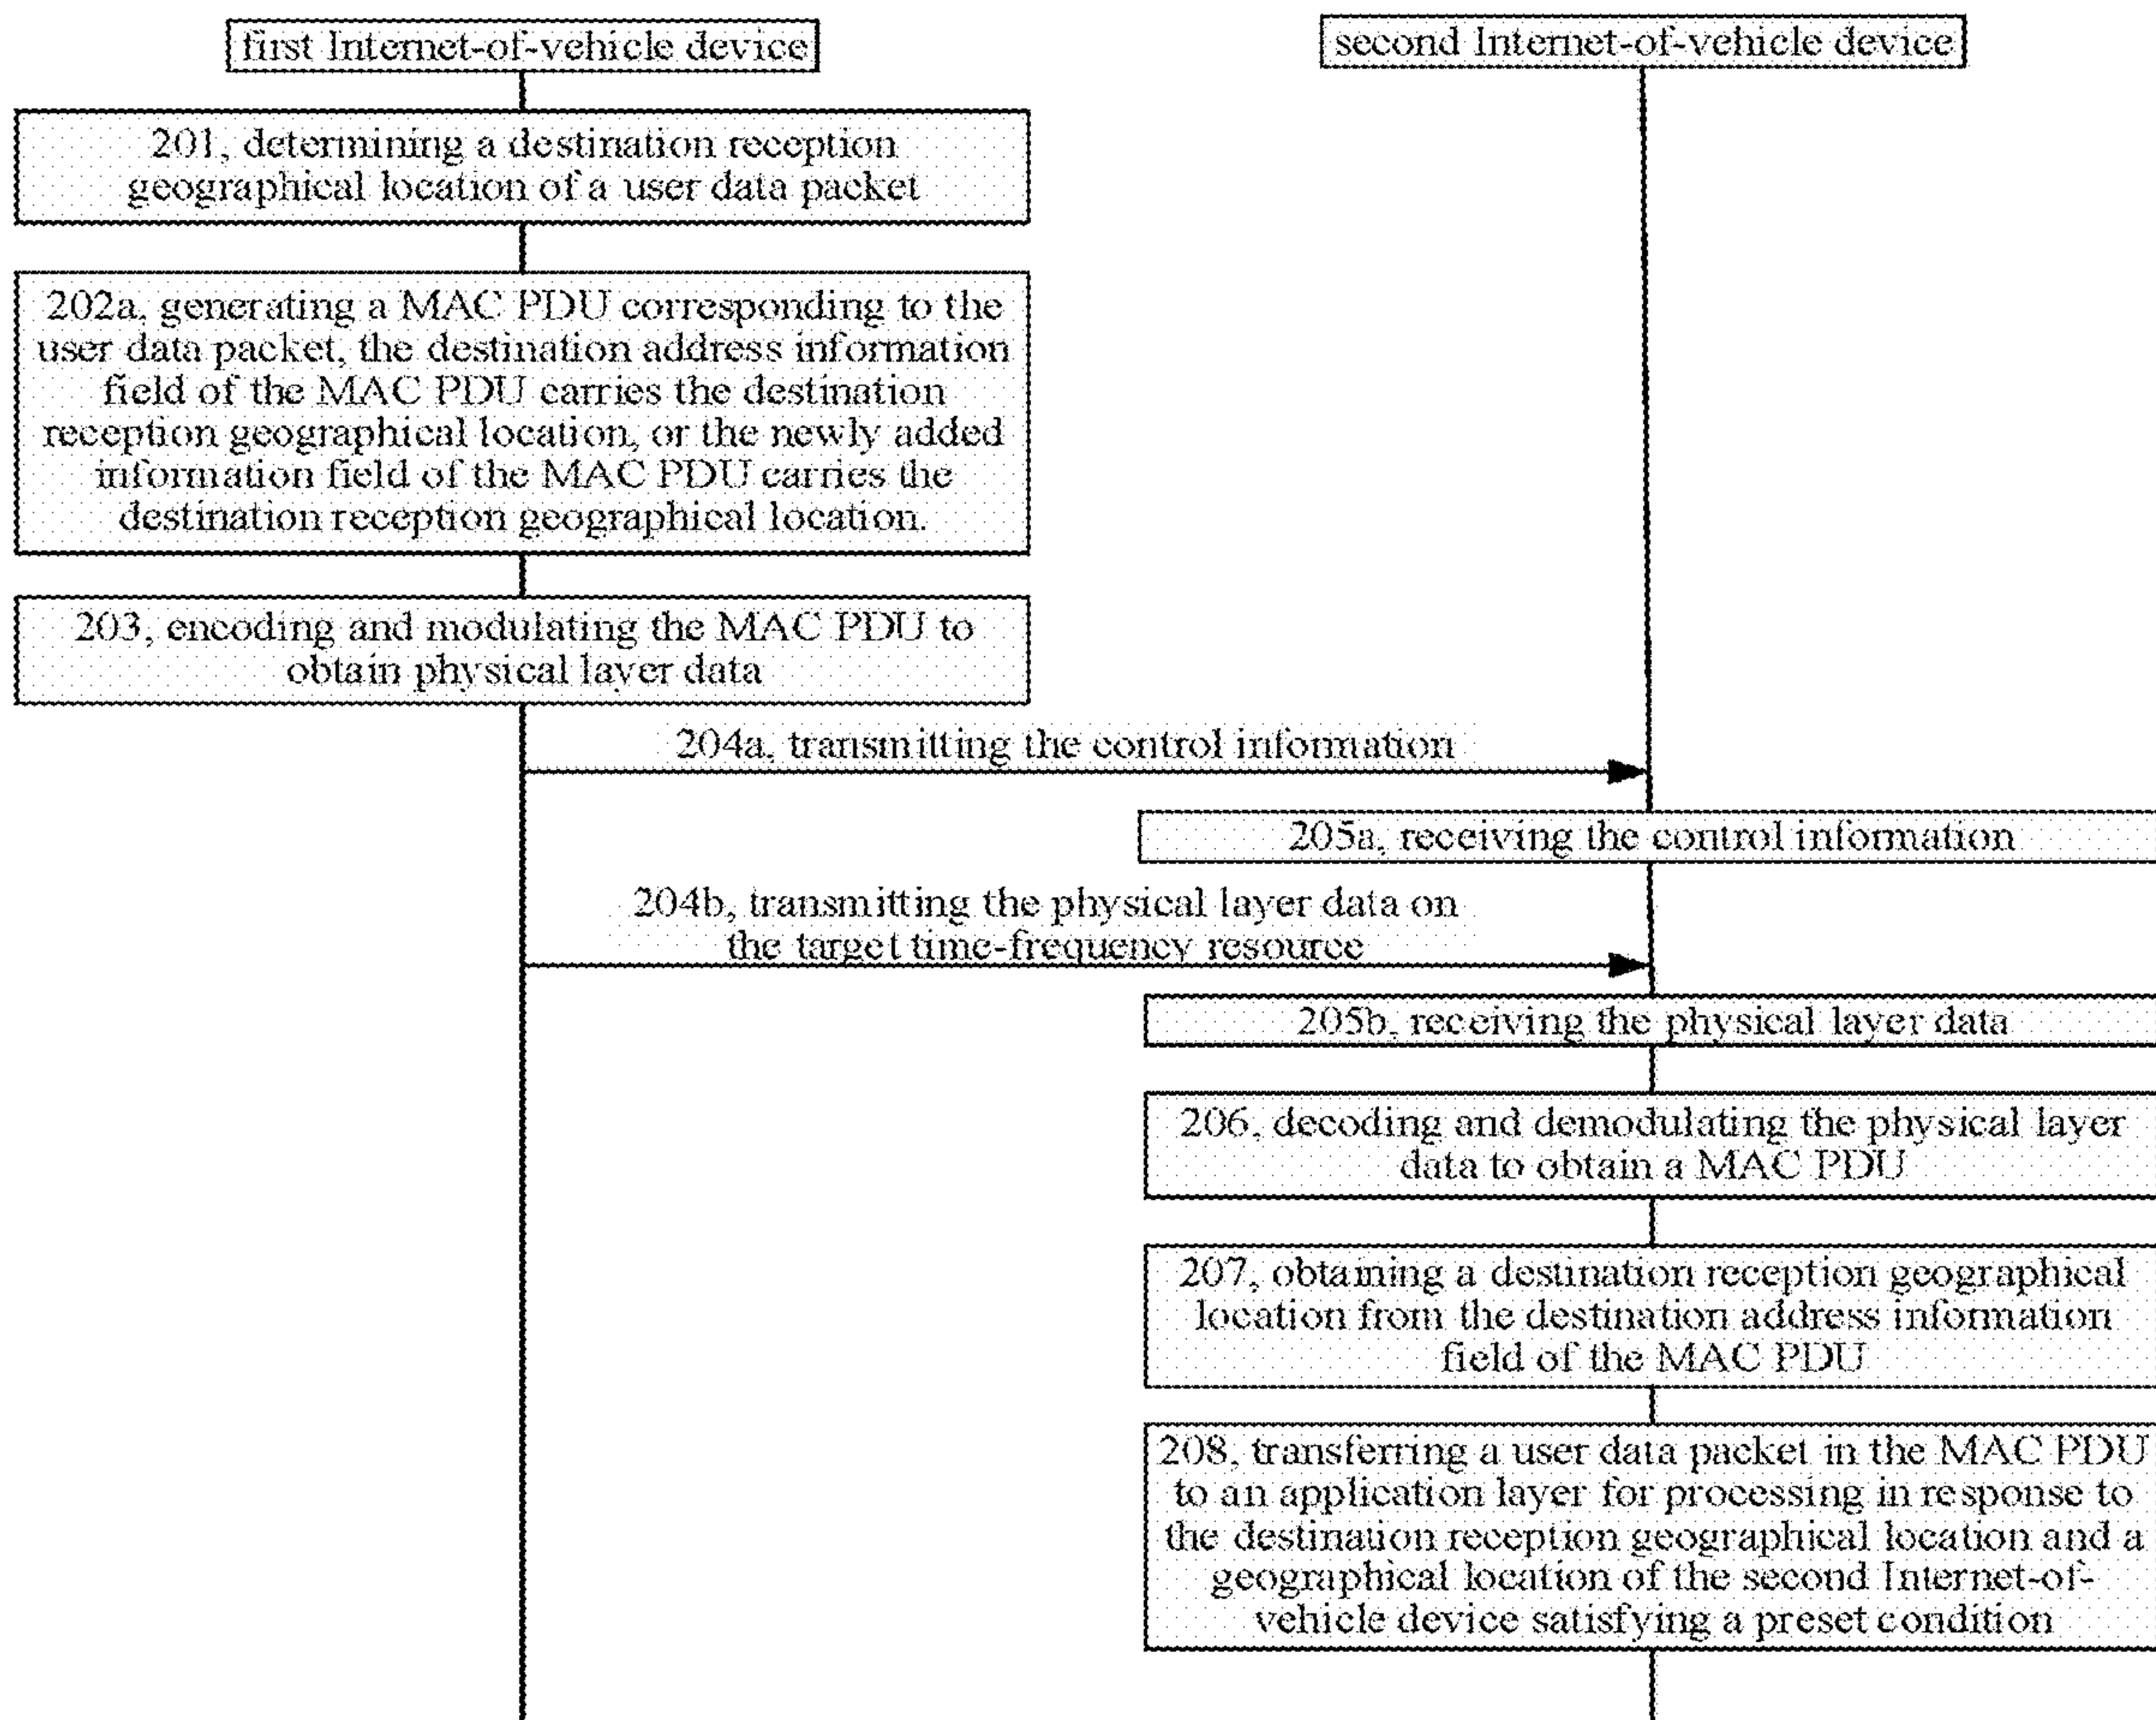 first Internet-of-vehicle device
second Internet-of-vehicle device
201, determining a destination reception
geographical location of a user data packet
202a, generating a MAC PDU corresponding to the
user data packet, the destination address information
field of the MAC PDU carries the destination
reception geographical location, or the newly added
information field of the MAC PDU carries the
destination reception geographical location.
203, encoding and modulating the MAC PDU to
obtain physical layer data
204a, transmitting the control information
205a, receiving the control information
204b, transmitting the physical layer data on
the target time-frequency resource
205b, receiving the physical layer data
206, decoding and demodulating the physical layer
data to obtain a MAC PDU
207, obtaining a destination reception geographical
location from the destination address information
field of the MAC PDU
208, transferring a user data packet in the MAC PDU
to an application layer for processing in response to
the destination reception geographical location and a
geographical location of the second Internet-of-
vehicle device satisfying a preset condition